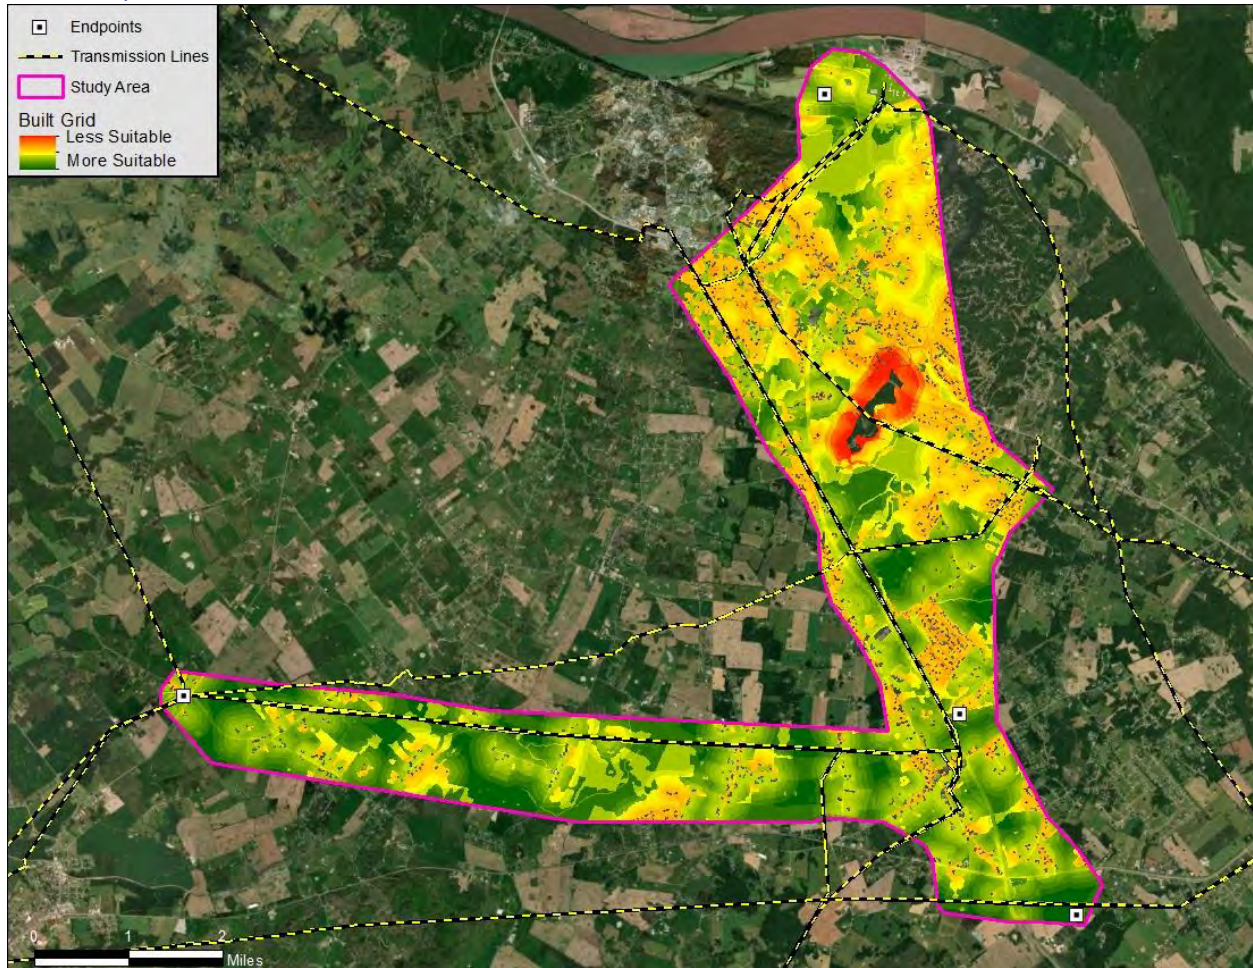 Endpoints
Transmission Lines
Study Area
Built Grid
Less Suitable
More Suitable
0 1 2
Miles